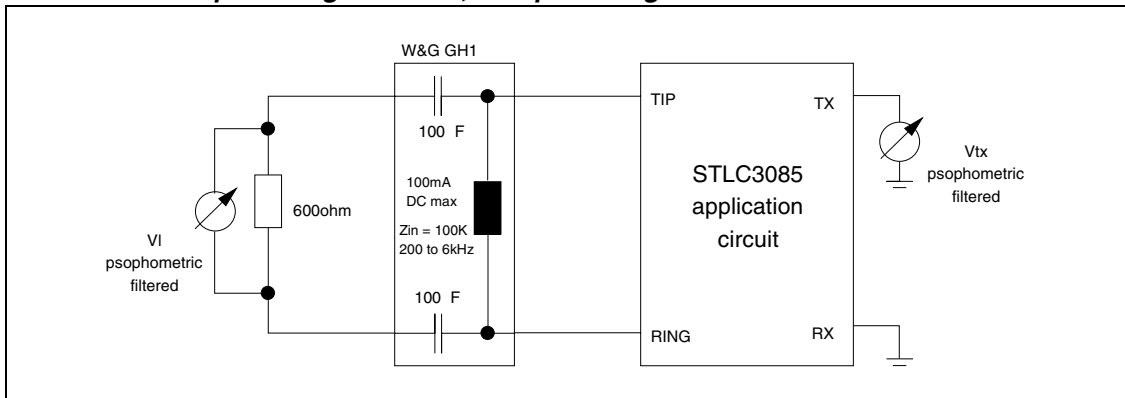 W&G GH1
TIP
100 F
100mA
DC max
Zin = 100K
200 to 6kHz
600ohm
Vl
psophometric
filtered
100 F
RING
STLC3085
application
circuit
TX
RX
Vtx
psophometric
filtered